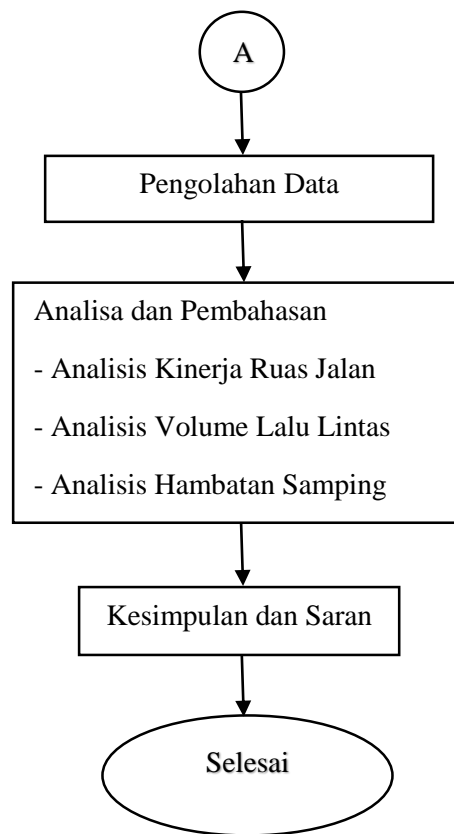 A
Pengolahan Data
Analisa dan Pembahasan
- Analisis Kinerja Ruas Jalan
- Analisis Volume Lalu Lintas
- Analisis Hambatan Samping
Kesimpulan dan Saran
Selesai